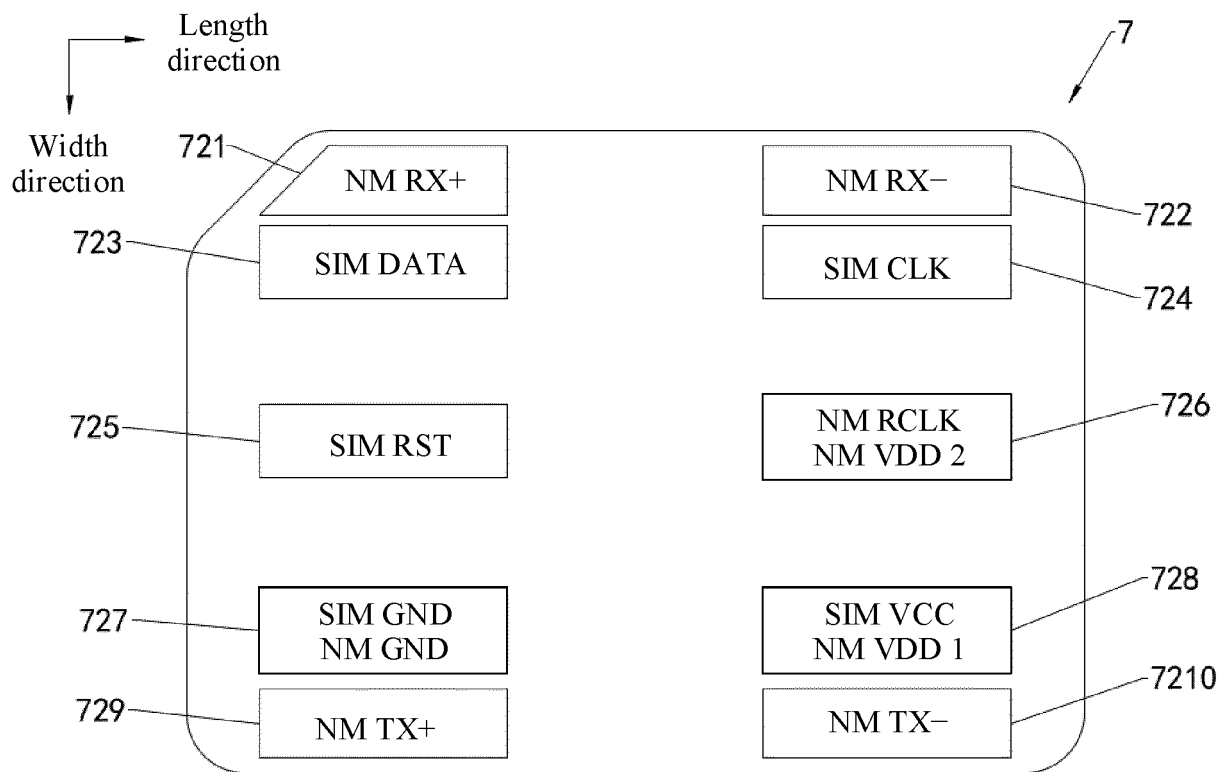 Length
direction
7
Width
direction
721
NM RX+
NM RX−
722
723
SIM DATA
SIM CLK
724
725
SIM RST
NM RCLK
NM VDD 2
726
727
SIM GND
NM GND
SIM VCC
NM VDD 1
728
729
NM TX+
NM TX−
7210